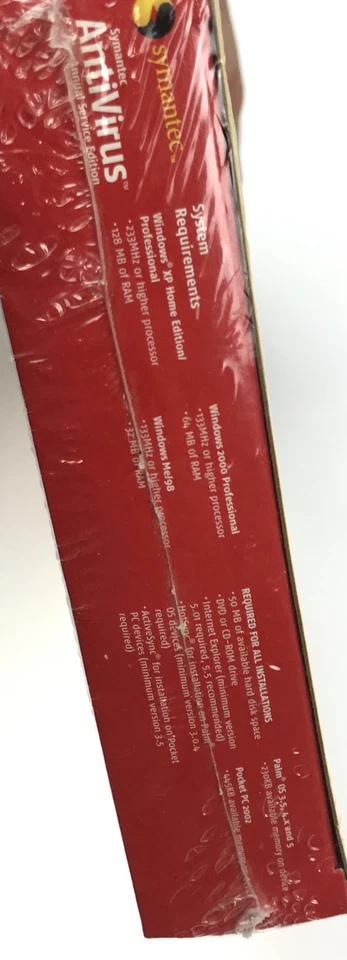 symantec™
Symantec
AntiVirus™
Annual Service Edition
System
Requirements
Windows® XP Home Edition/
Professional
•233MHz or higher processor
•128 MB of RAM
Windows 2000 Professional
•133MHz or higher processor
•64 MB of RAM
Windows Me/98
•133MHz or higher processor
•32 MB of RAM
REQUIRED FOR ALL INSTALLATIONS
•50 MB of available hard disk space
•DVD or CD-ROM drive
•Internet Explorer (minimum version
5.01 required, 5.5 recommended)
•HotSync® for installation on Palm®
OS devices (minimum version 3.0.4
required)
•ActiveSync® for installation on Pocket
PC devices (minimum version 3.5
required)
Palm® OS 3.5, 4.x and 5
•230KB available memory on device
Pocket PC 2002
•445KB available memory